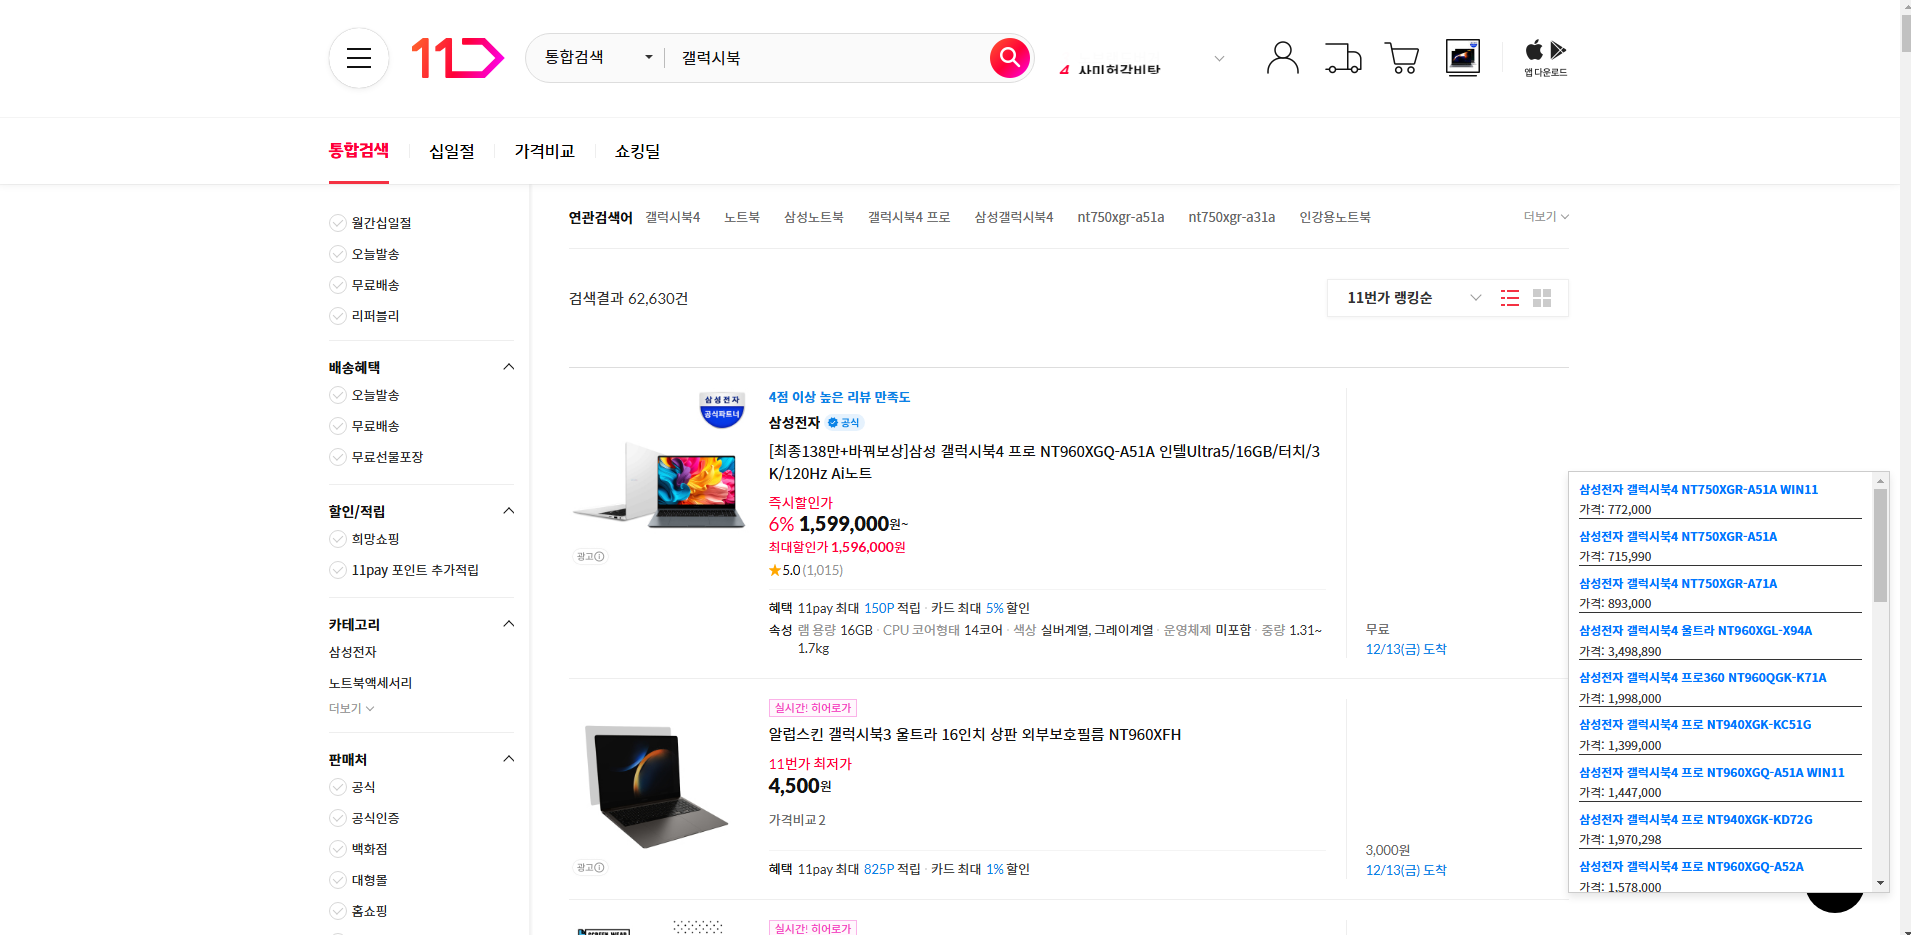 11
통합검색
갤럭시북
4 사미헌갈비탕
앱 다운로드
통합검색
십일절
가격비교
쇼킹딜
월간십일절
오늘발송
무료배송
리퍼블리
배송혜택
오늘발송
무료배송
무료선물포장
할인/적립
희망쇼핑
11pay 포인트 추가적립
카테고리
삼성전자
노트북액세서리
더보기
판매처
공식
공식인증
백화점
대형몰
홈쇼핑
연관검색어 갤럭시북4 노트북 삼성노트북 갤럭시북4 프로 삼성갤럭시북4 nt750xgr-a51a nt750xgr-a31a 인강용노트북 더보기
검색결과 62,630건
11번가 랭킹순
삼성전자
공식파트너
광고
4점 이상 높은 리뷰 만족도
삼성전자 공식
[최종138만+바꿔보상]삼성 갤럭시북4 프로 NT960XGQ-A51A 인텔Ultra5/16GB/터치/3
K/120Hz Ai노트
즉시할인가
6% 1,599,000원~
최대할인가 1,596,000원
5.0 (1,015)
혜택 11pay 최대 150P 적립 · 카드 최대 5% 할인
속성 램 용량 16GB · CPU 코어형태 14코어 · 색상 실버계열, 그레이계열 · 운영체제 미포함 · 중량 1.31~
1.7kg
무료
12/13(금) 도착
광고
실시간! 히어로가
알럽스킨 갤럭시북3 울트라 16인치 상판 외부보호필름 NT960XFH
11번가 최저가
4,500원
가격비교 2
혜택 11pay 최대 825P 적립 · 카드 최대 1% 할인
3,000원
12/13(금) 도착
실시간! 히어로가
삼성전자 갤럭시북4 NT750XGR-A51A WIN11
가격: 772,000
삼성전자 갤럭시북4 NT750XGR-A51A
가격: 715,990
삼성전자 갤럭시북4 NT750XGR-A71A
가격: 893,000
삼성전자 갤럭시북4 울트라 NT960XGL-X94A
가격: 3,498,890
삼성전자 갤럭시북4 프로360 NT960QGK-K71A
가격: 1,998,000
삼성전자 갤럭시북4 프로 NT940XGK-KC51G
가격: 1,399,000
삼성전자 갤럭시북4 프로 NT960XGQ-A51A WIN11
가격: 1,447,000
삼성전자 갤럭시북4 프로 NT940XGK-KD72G
가격: 1,970,298
삼성전자 갤럭시북4 프로 NT960XGQ-A52A
가격: 1,578,000